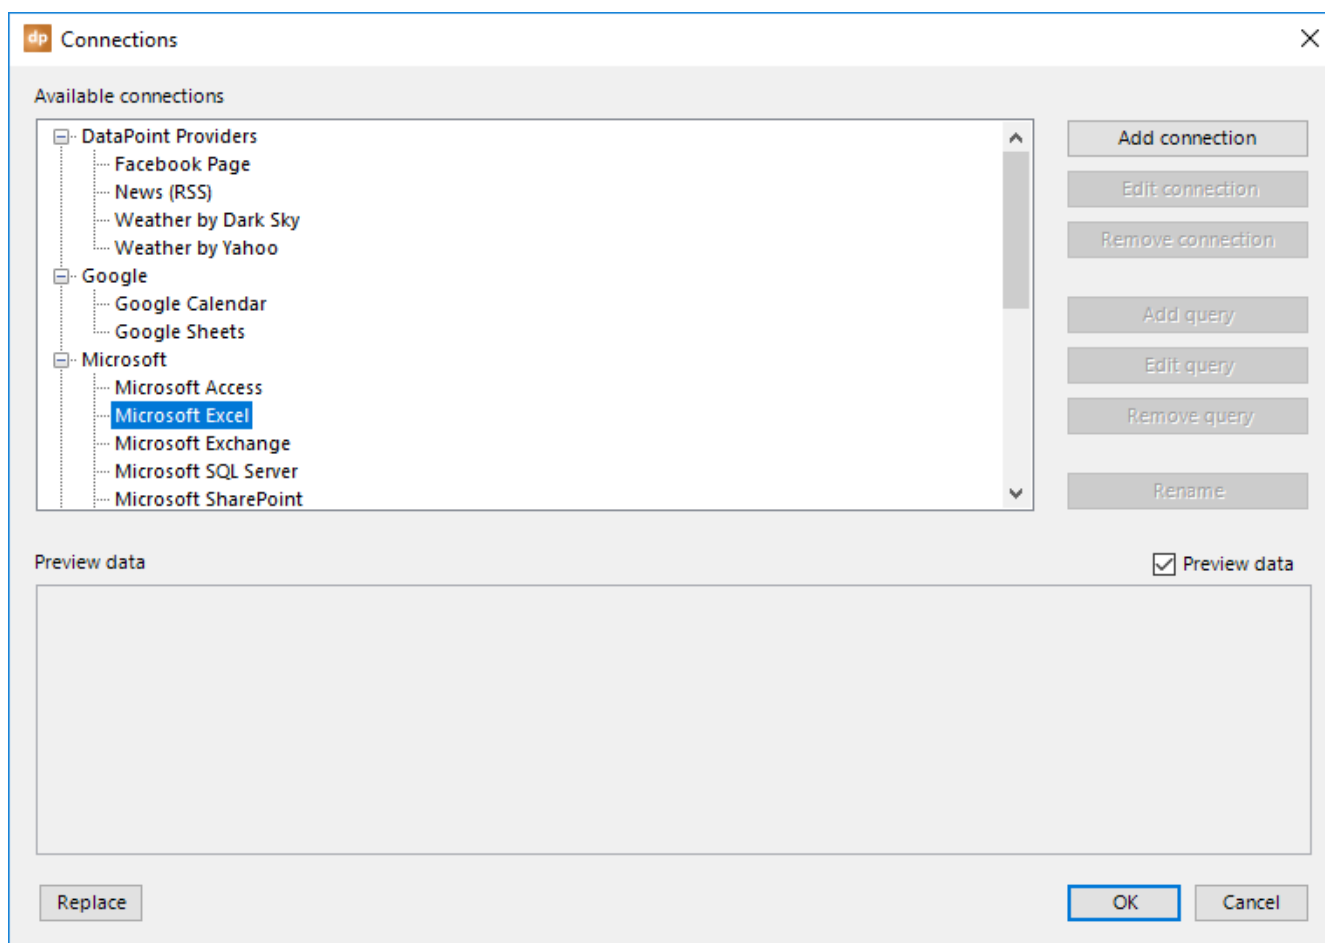 dp Connections
Available connections
DataPoint Providers
Facebook Page
News (RSS)
Weather by Dark Sky
Weather by Yahoo
Google
Google Calendar
Google Sheets
Microsoft
Microsoft Access
Microsoft Excel
Microsoft Exchange
Microsoft SQL Server
Microsoft SharePoint
Add connection
Edit connection
Remove connection
Add query
Edit query
Remove query
Rename
Preview data
Preview data
Replace
OK
Cancel